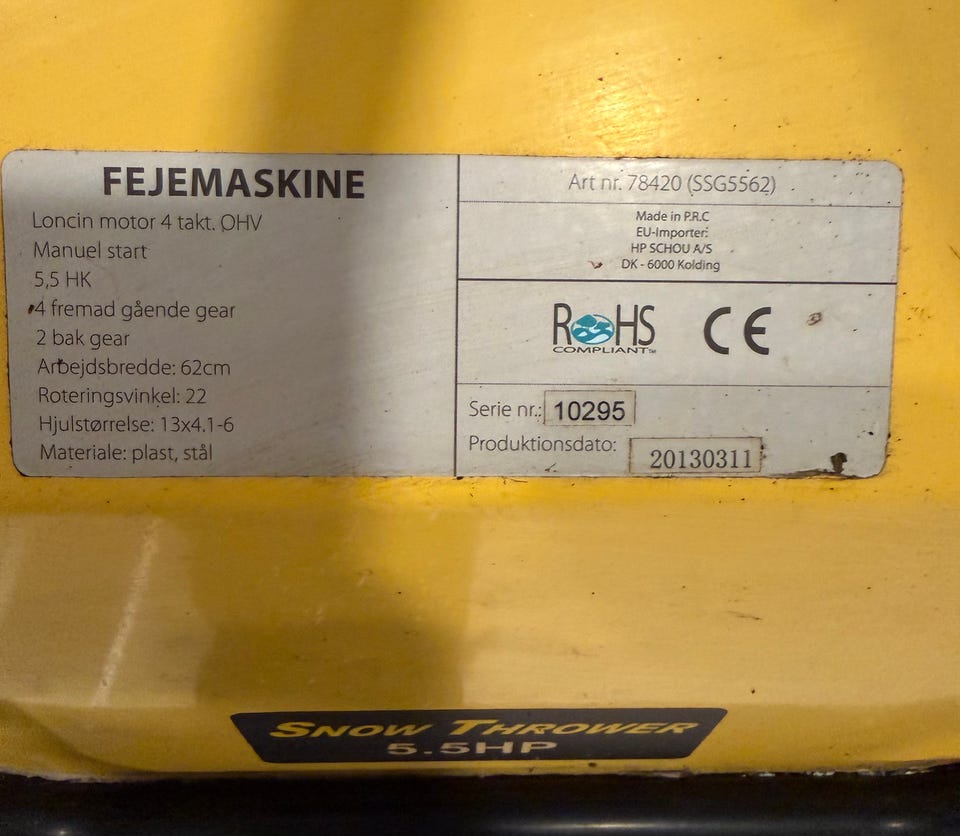 FEJEMASKINE
Loncin motor 4 takt. OHV
Manuel start
5,5 HK
4 fremad gående gear
2 bak gear
Arbejdsbredde: 62cm
Roteringsvinkel: 22
Hjulstørrelse: 13x4.1-6
Materiale: plast, stål
Art nr. 78420 (SSG5562)
Made in P.R.C
EU-Importer:
HP SCHOU A/S
DK - 6000 Kolding
ROHS CE
COMPLIANT™
Serie nr.: 10295
Produktionsdato: 20130311
SNOW THROWER
5.5HP